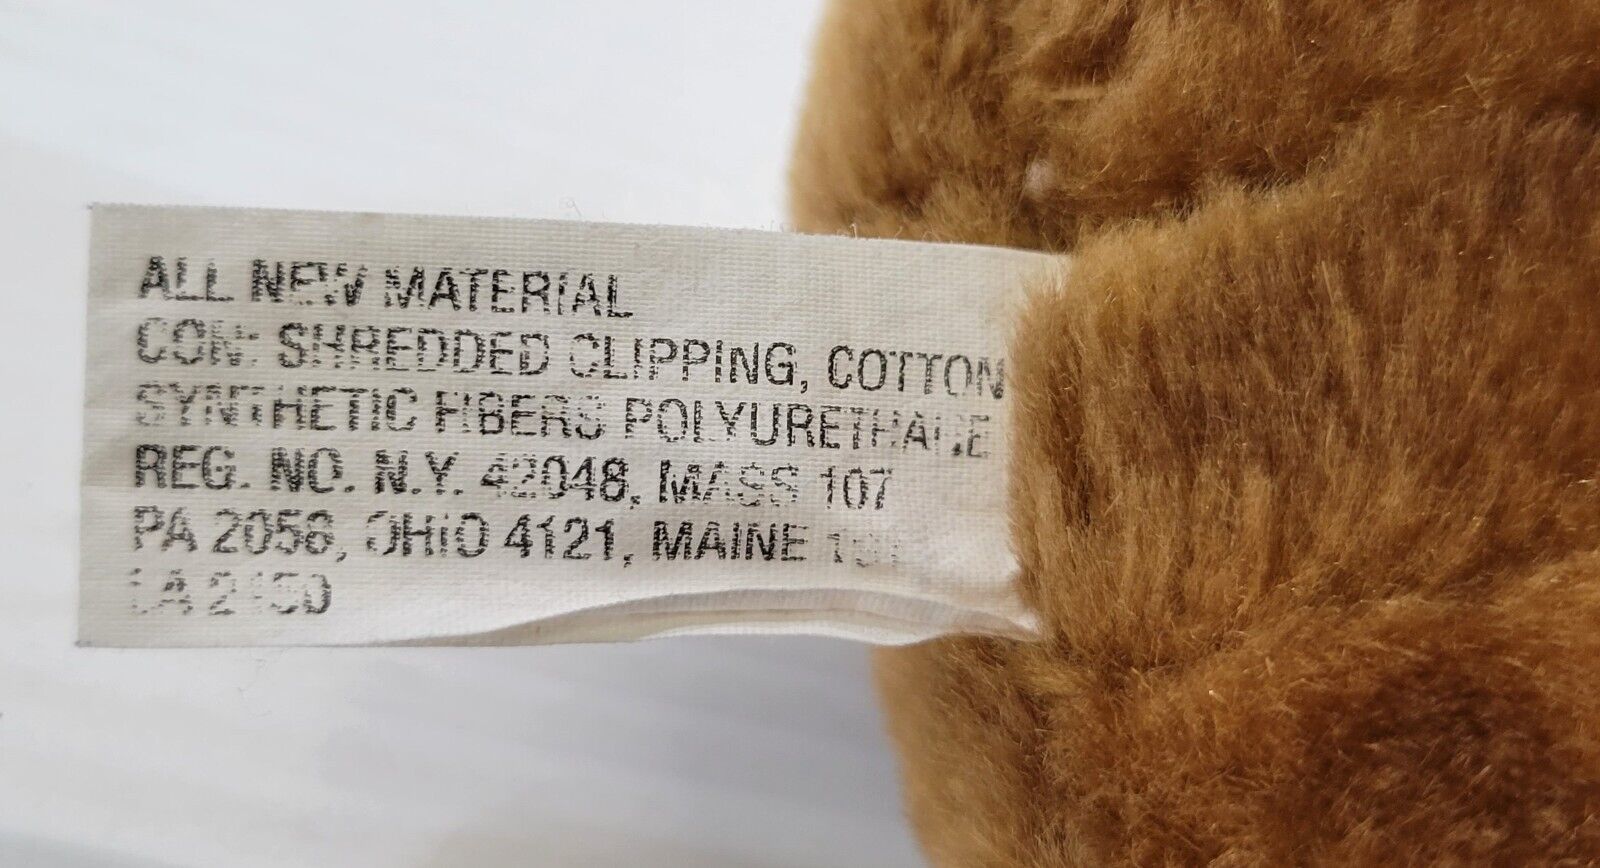 ALL NEW MATERIAL
CON: SHREDDED CLIPPING, COTTON
SYNTHETIC FIBERS POLYURETHANE
REG. NO. N.Y. 42048, MASS 107
PA 2058, OHIO 4121, MAINE